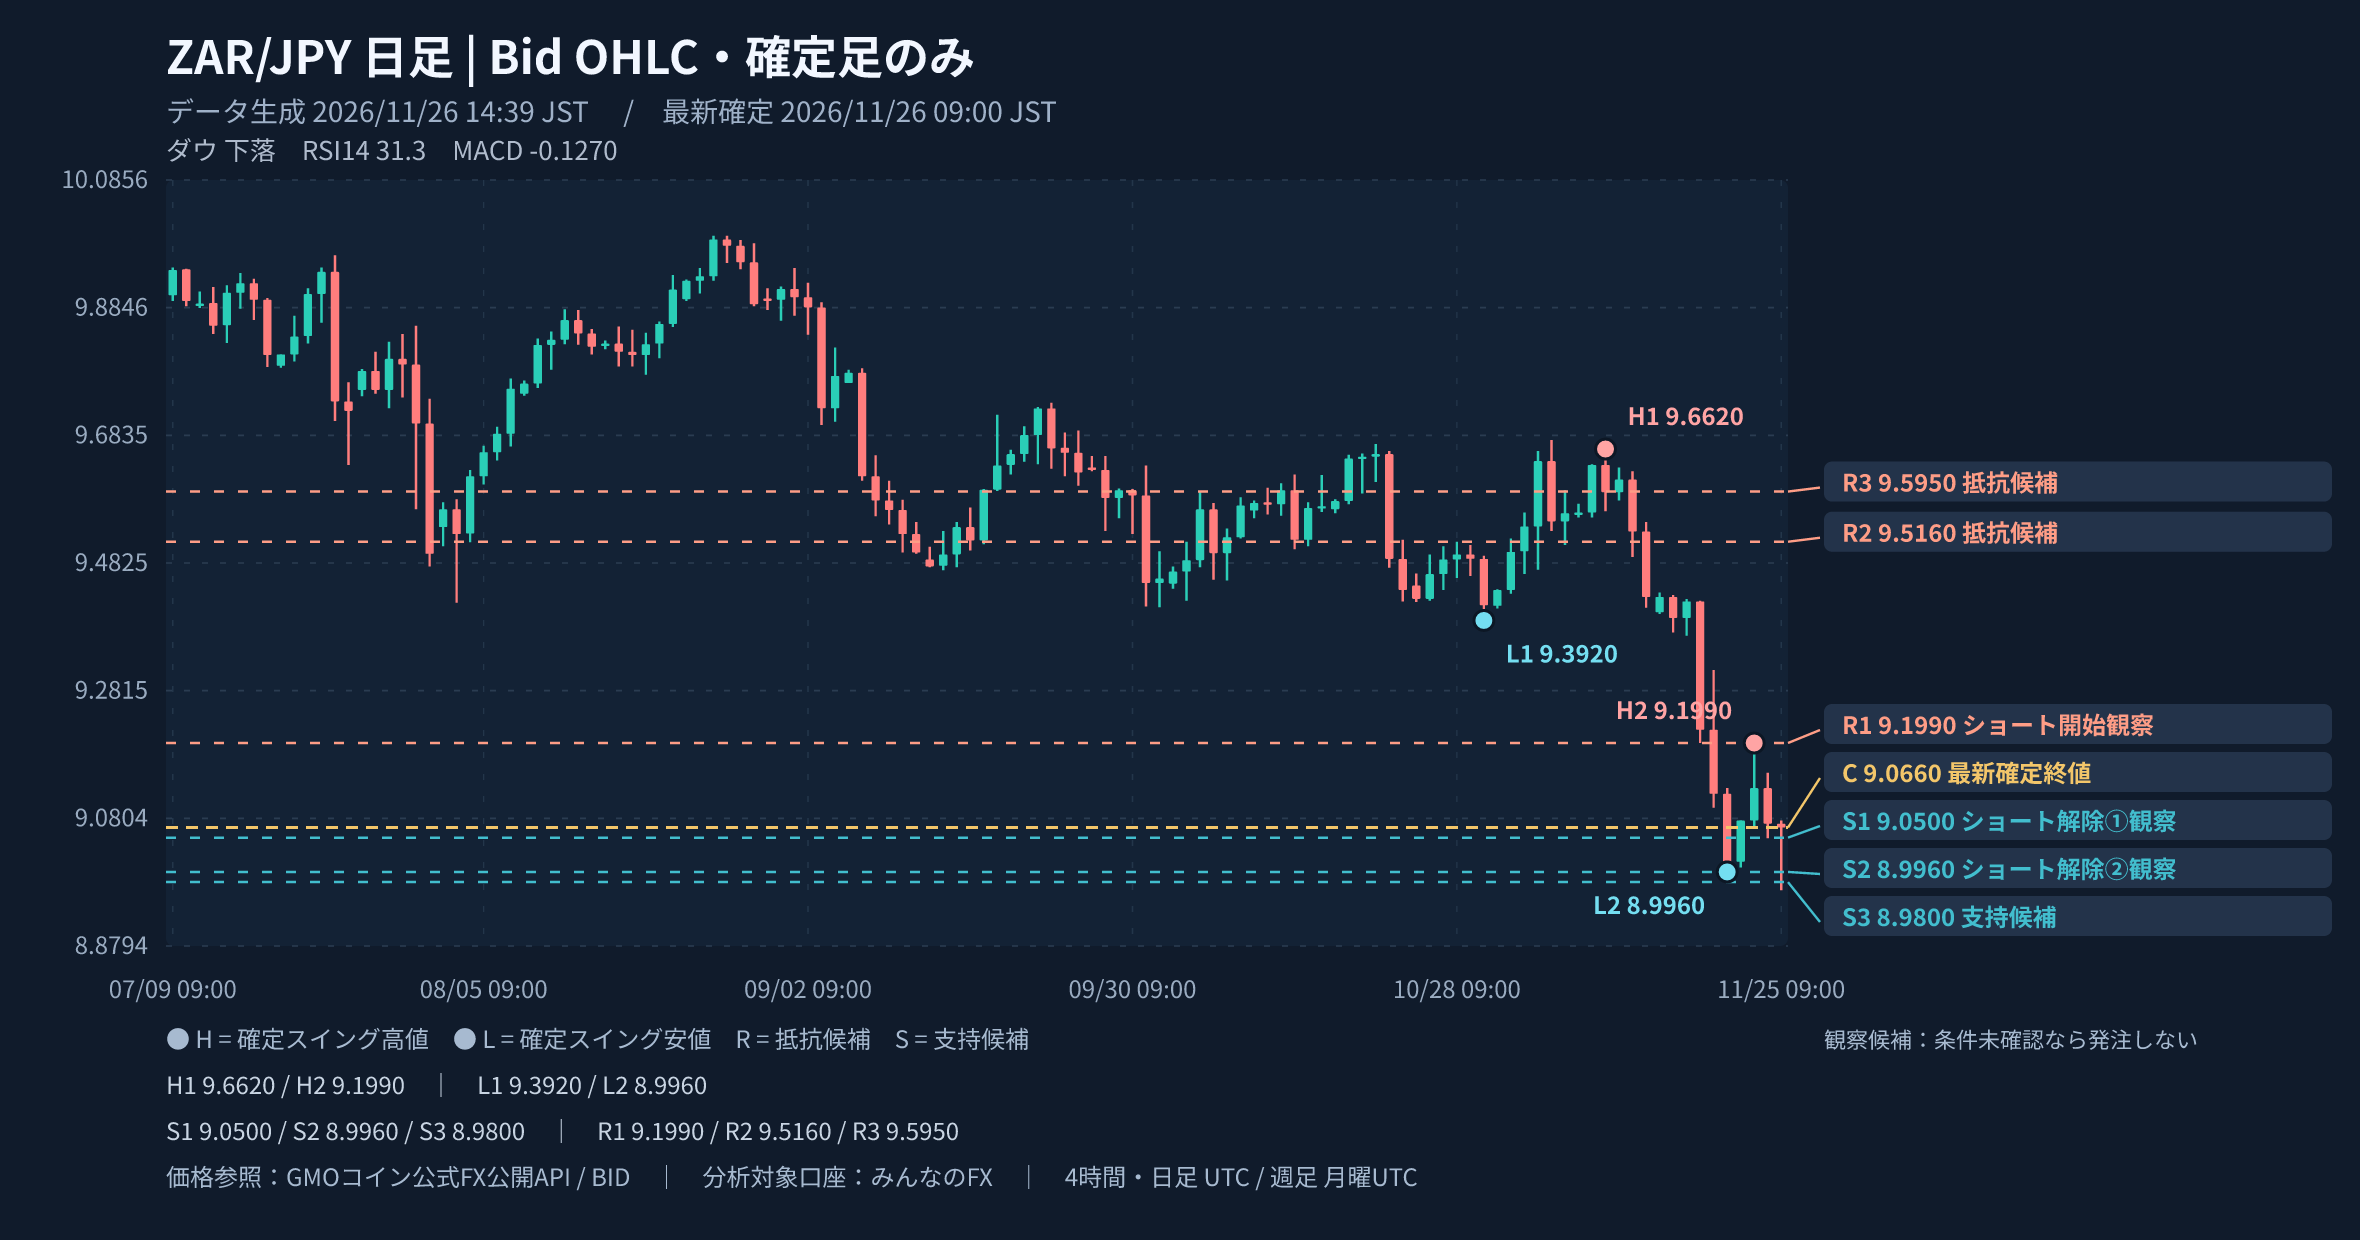 ZAR/JPY 日足 | Bid OHLC・確定足のみ
データ生成 2026/11/26 14:39 JST / 最新確定 2026/11/26 09:00 JST
ダウ 下落 RSI14 31.3 MACD -0.1270
10.0856
9.8846
9.6835
9.4825
9.2815
9.0804
8.8794
H1 9.6620
L1 9.3920
H2 9.1990
L2 8.9960
R3 9.5950 抵抗候補
R2 9.5160 抵抗候補
R1 9.1990 ショート開始観察
C 9.0660 最新確定終値
S1 9.0500 ショート解除①観察
S2 8.9960 ショート解除②観察
S3 8.9800 支持候補
07/09 09:00 08/05 09:00 09/02 09:00 09/30 09:00 10/28 09:00 11/25 09:00
● H = 確定スイング高値 ● L = 確定スイング安値 R = 抵抗候補 S = 支持候補
観察候補：条件未確認なら発注しない
H1 9.6620 / H2 9.1990 ｜ L1 9.3920 / L2 8.9960
S1 9.0500 / S2 8.9960 / S3 8.9800 ｜ R1 9.1990 / R2 9.5160 / R3 9.5950
価格参照：GMOコイン公式FX公開API / BID ｜ 分析対象口座：みんなのFX ｜ 4時間・日足 UTC / 週足 月曜UTC